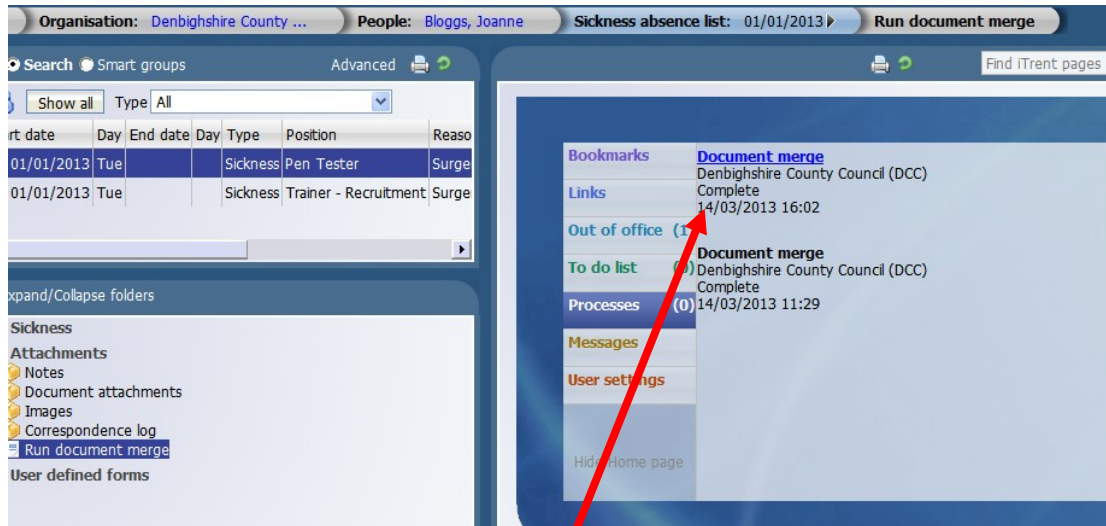 Organisation: Denbighshire County ... People: Bloggs, Joanne Sickness absence list: 01/01/2013 Run document merge
Search Smart groups Advanced
Find iTrent pages
Show all Type All
rt date Day End date Day Type Position Reaso
01/01/2013 Tue Sickness Pen Tester Surge
01/01/2013 Tue Sickness Trainer - Recruitment Surge
xpand/Collapse folders
Sickness
Attachments
Notes
Document attachments
Images
Correspondence log
Run document merge
User defined forms
Bookmarks
Links
Out of office (1
To do list (0)
Processes (0)
Messages
User settings
Hide Home page
Document merge
Denbighshire County Council (DCC)
Complete
14/03/2013 16:02
Document merge
Denbighshire County Council (DCC)
Complete
14/03/2013 11:29